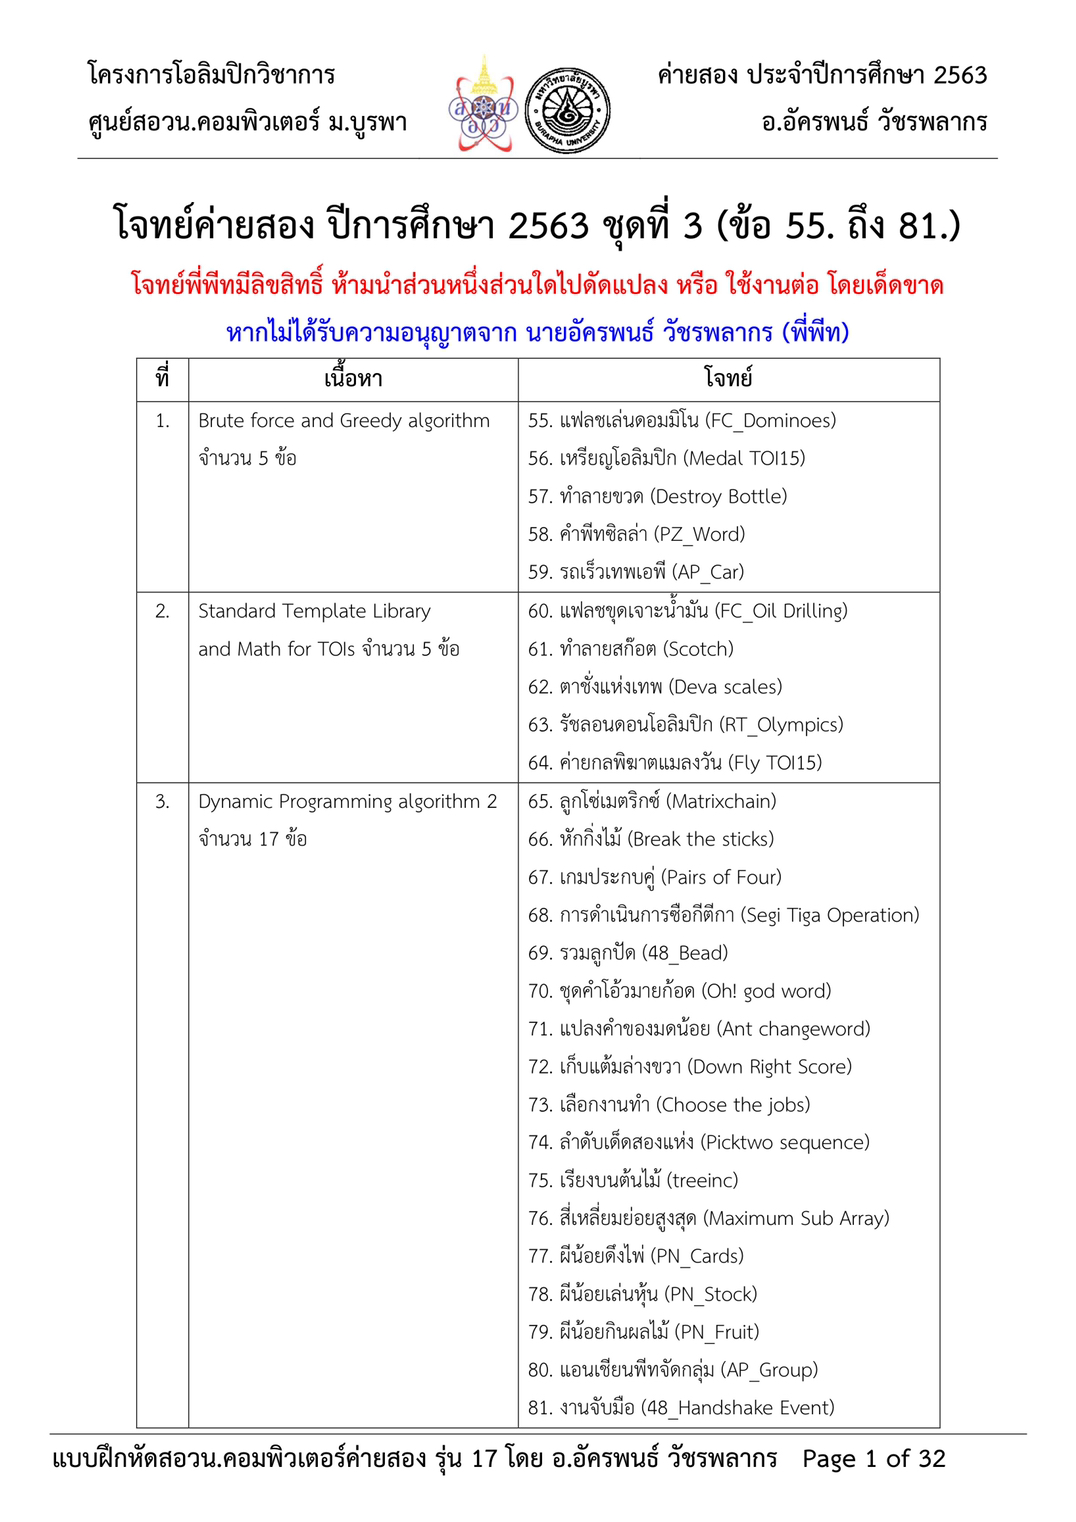 โครงการโอลิมปิกวิชาการ
ค่ายสอง ประจำปีการศึกษา 2563
ศูนย์สอวน.คอมพิวเตอร์ ม.บูรพา
อ.อัครพนธ์ วัชรพลากร
สอวน
มหาวิทยาลัยบูรพา
BURAPHA UNIVERSITY
โจทย์ค่ายสอง ปีการศึกษา 2563 ชุดที่ 3 (ข้อ 55. ถึง 81.)
โจทย์พี่พีทมีลิขสิทธิ์ ห้ามนำส่วนหนึ่งส่วนใดไปดัดแปลง หรือ ใช้งานต่อ โดยเด็ดขาด
หากไม่ได้รับความอนุญาตจาก นายอัครพนธ์ วัชรพลากร (พี่พีท)
ที่ เนื้อหา โจทย์
1. Brute force and Greedy algorithm 55. แฟลชเล่นดอมมิโน (FC_Dominoes)
จำนวน 5 ข้อ 56. เหรียญโอลิมปิก (Medal TOI15)
57. ทำลายขวด (Destroy Bottle)
58. คำพีทซิลล่า (PZ_Word)
59. รถเร็วเทพเอพี (AP_Car)
2. Standard Template Library 60. แฟลชขุดเจาะน้ำมัน (FC_Oil Drilling)
and Math for TOIs จำนวน 5 ข้อ 61. ทำลายสก๊อต (Scotch)
62. ตาชั่งแห่งเทพ (Deva scales)
63. รัชลอนดอนโอลิมปิก (RT_Olympics)
64. ค่ายกลพิฆาตแมลงวัน (Fly TOI15)
3. Dynamic Programming algorithm 2 65. ลูกโซ่เมตริกซ์ (Matrixchain)
จำนวน 17 ข้อ 66. หักกิ่งไม้ (Break the sticks)
67. เกมประกบคู่ (Pairs of Four)
68. การดำเนินการซือกีตีกา (Segi Tiga Operation)
69. รวมลูกปัด (48_Bead)
70. ชุดคำโอ้วมายก้อด (Oh! god word)
71. แปลงคำของมดน้อย (Ant changeword)
72. เก็บแต้มล่างขวา (Down Right Score)
73. เลือกงานทำ (Choose the jobs)
74. ลำดับเด็ดสองแห่ง (Picktwo sequence)
75. เรียงบนต้นไม้ (treeinc)
76. สี่เหลี่ยมย่อยสูงสุด (Maximum Sub Array)
77. ผีน้อยดึงไพ่ (PN_Cards)
78. ผีน้อยเล่นหุ้น (PN_Stock)
79. ผีน้อยกินผลไม้ (PN_Fruit)
80. แอนเชียนพีทจัดกลุ่ม (AP_Group)
81. งานจับมือ (48_Handshake Event)
แบบฝึกหัดสอวน.คอมพิวเตอร์ค่ายสอง รุ่น 17 โดย อ.อัครพนธ์ วัชรพลากร Page 1 of 32